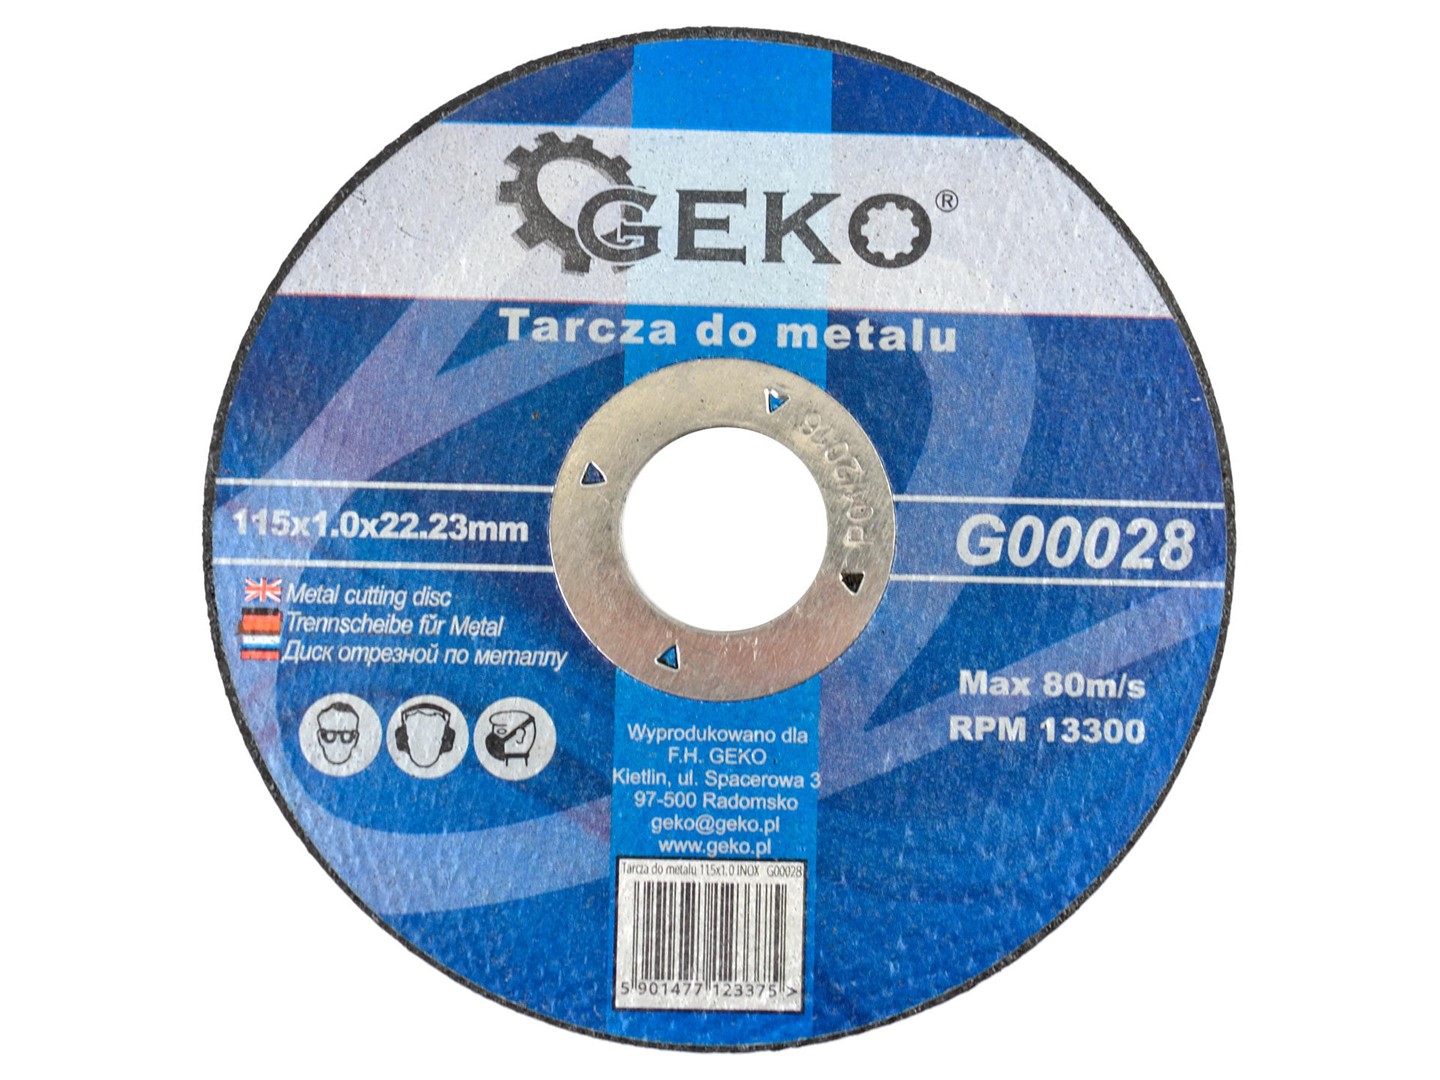 GEKO®
Tarcza do metalu
115x1.0x22.23mm
G00028
Metal cutting disc
Trennscheibe fŭr Metal
Диск отрезной по металлу
Max 80m/s
RPM 13300
Wyprodukowano dla
F.H. GEKO
Kietlin, ul. Spacerowa 3
97-500 Radomsko
geko@geko.pl
www.geko.pl
Tarcza do metalu 115x1.0 INOX G00028
5 901477 123375 >